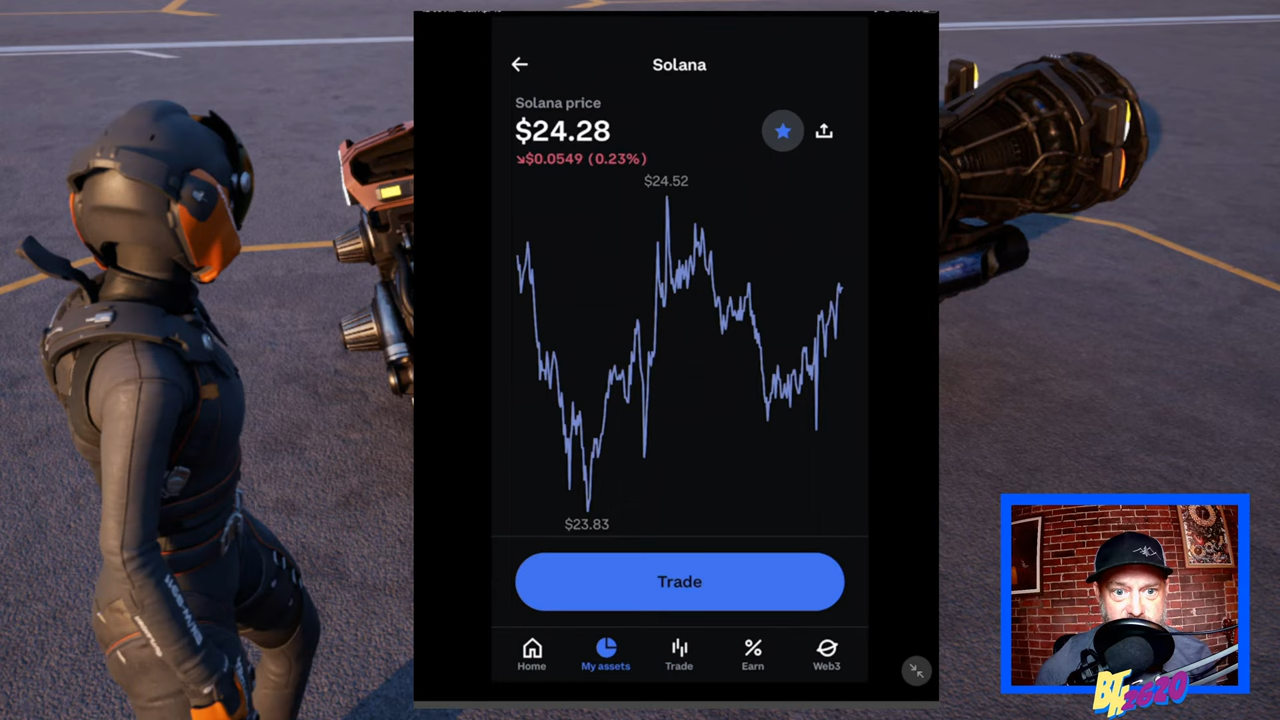 Solana
Solana price
$24.28
↘$0.0549 (0.23%)
$24.52
$23.83
Trade
Home
My assets
Trade
Earn
Web3
BTH2620